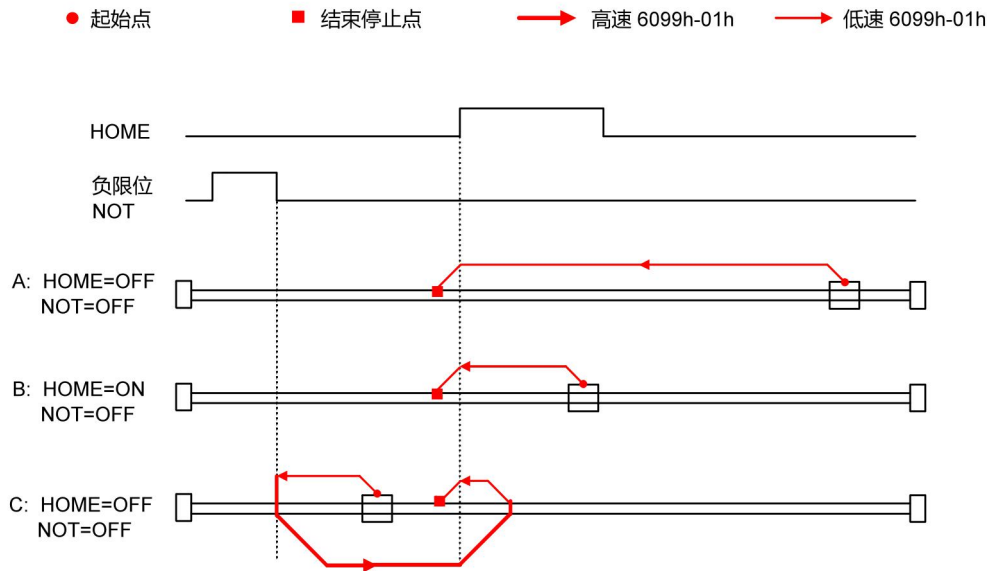 起始点 结束停止点 高速 6099h-01h 低速 6099h-01h
HOME
负限位
NOT
A: HOME=OFF
NOT=OFF
B: HOME=ON
NOT=OFF
C: HOME=OFF
NOT=OFF